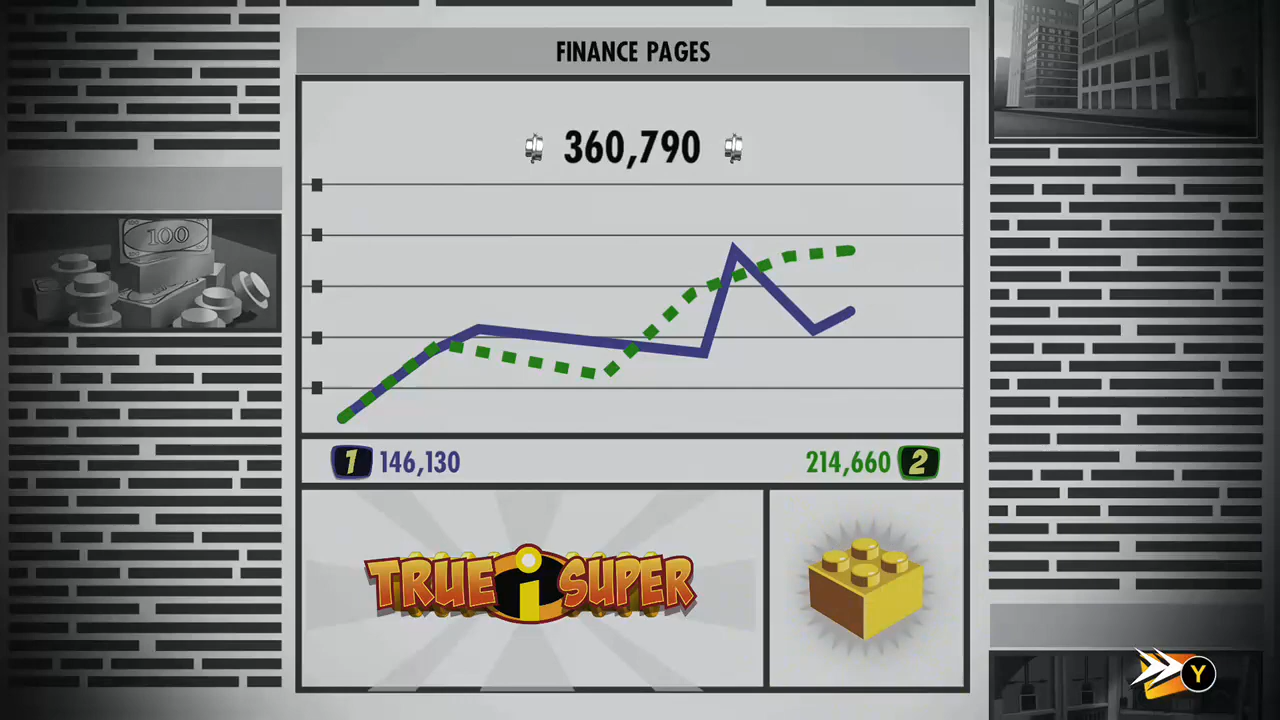 FINANCE PAGES
360,790
100
1 146,130
214,660 2
TRUE i SUPER
Y